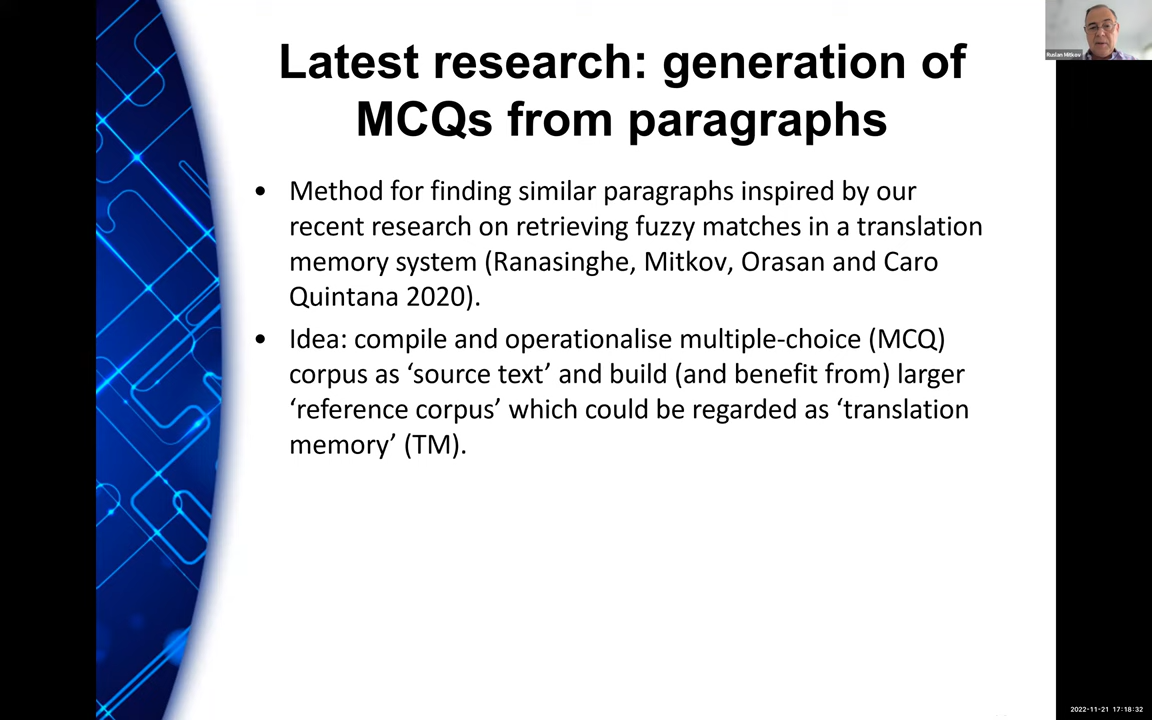 Latest research: generation of
MCQs from paragraphs
• Method for finding similar paragraphs inspired by our
recent research on retrieving fuzzy matches in a translation
memory system (Ranasinghe, Mitkov, Orasan and Caro
Quintana 2020).
• Idea: compile and operationalise multiple-choice (MCQ)
corpus as ‘source text’ and build (and benefit from) larger
‘reference corpus’ which could be regarded as ‘translation
memory’ (TM).
Ruslan Mitkov
2022-11-21 17:18:32